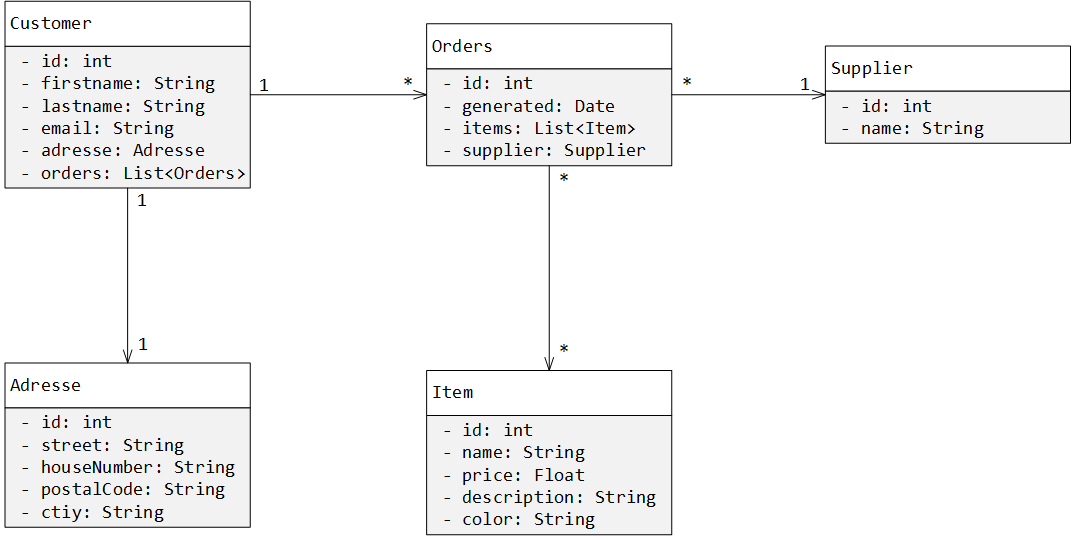 Customer
- id: int
- firstname: String
- lastname: String
- email: String
- adresse: Adresse
- orders: List<Orders>
1
*
Orders
- id: int
- generated: Date
- items: List<Item>
- supplier: Supplier
*
1
Supplier
- id: int
- name: String
1
1
*
*
Adresse
- id: int
- street: String
- houseNumber: String
- postalCode: String
- ctiy: String
Item
- id: int
- name: String
- price: Float
- description: String
- color: String